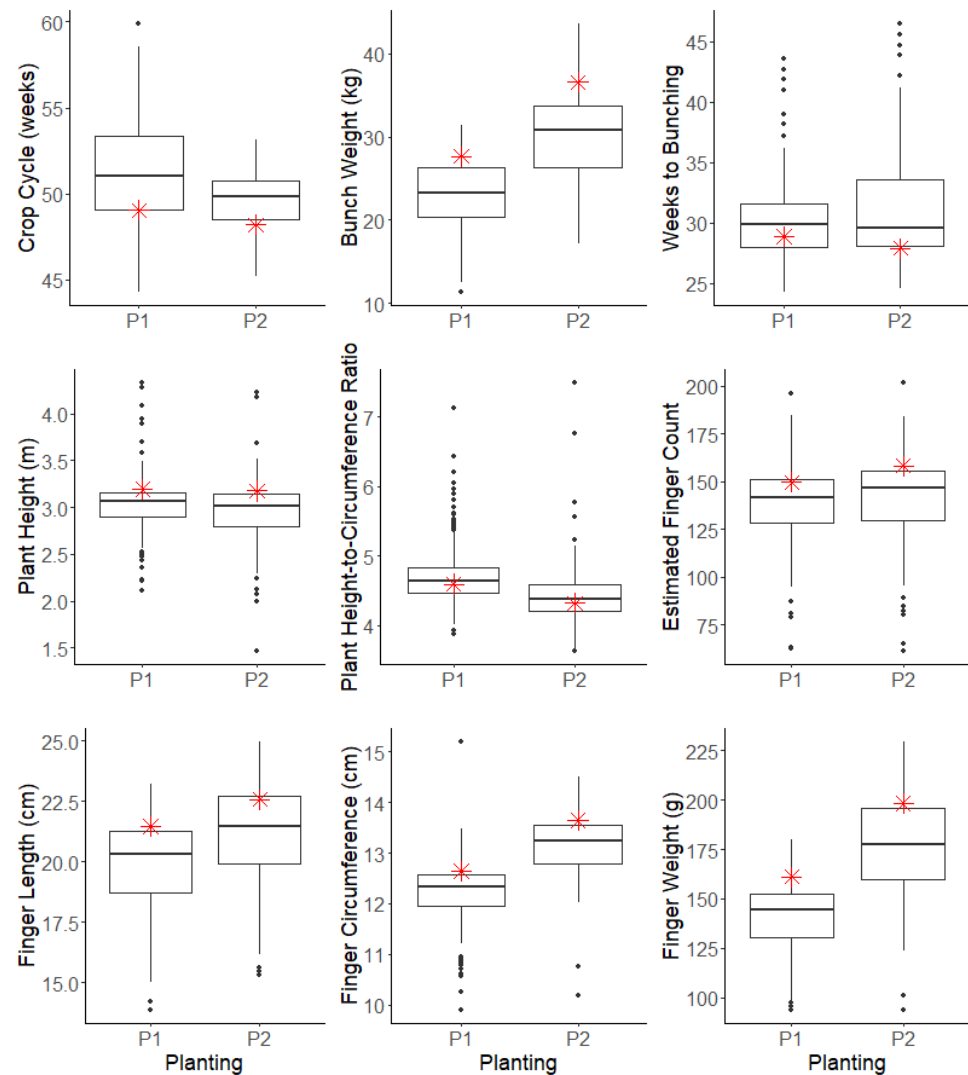 Crop Cycle (weeks)
60
55
50
45
P1 P2
Bunch Weight (kg)
40
30
20
10
P1 P2
Weeks to Bunching
45
40
35
30
25
P1 P2
Plant Height (m)
4.0
3.5
3.0
2.5
2.0
1.5
P1 P2
Plant Height-to-Circumference Ratio
7
6
5
4
P1 P2
Estimated Finger Count
200
175
150
125
100
75
P1 P2
Finger Length (cm)
25.0
22.5
20.0
17.5
15.0
P1 P2
Planting
Finger Circumference (cm)
15
14
13
12
11
10
P1 P2
Planting
Finger Weight (g)
225
200
175
150
125
100
P1 P2
Planting